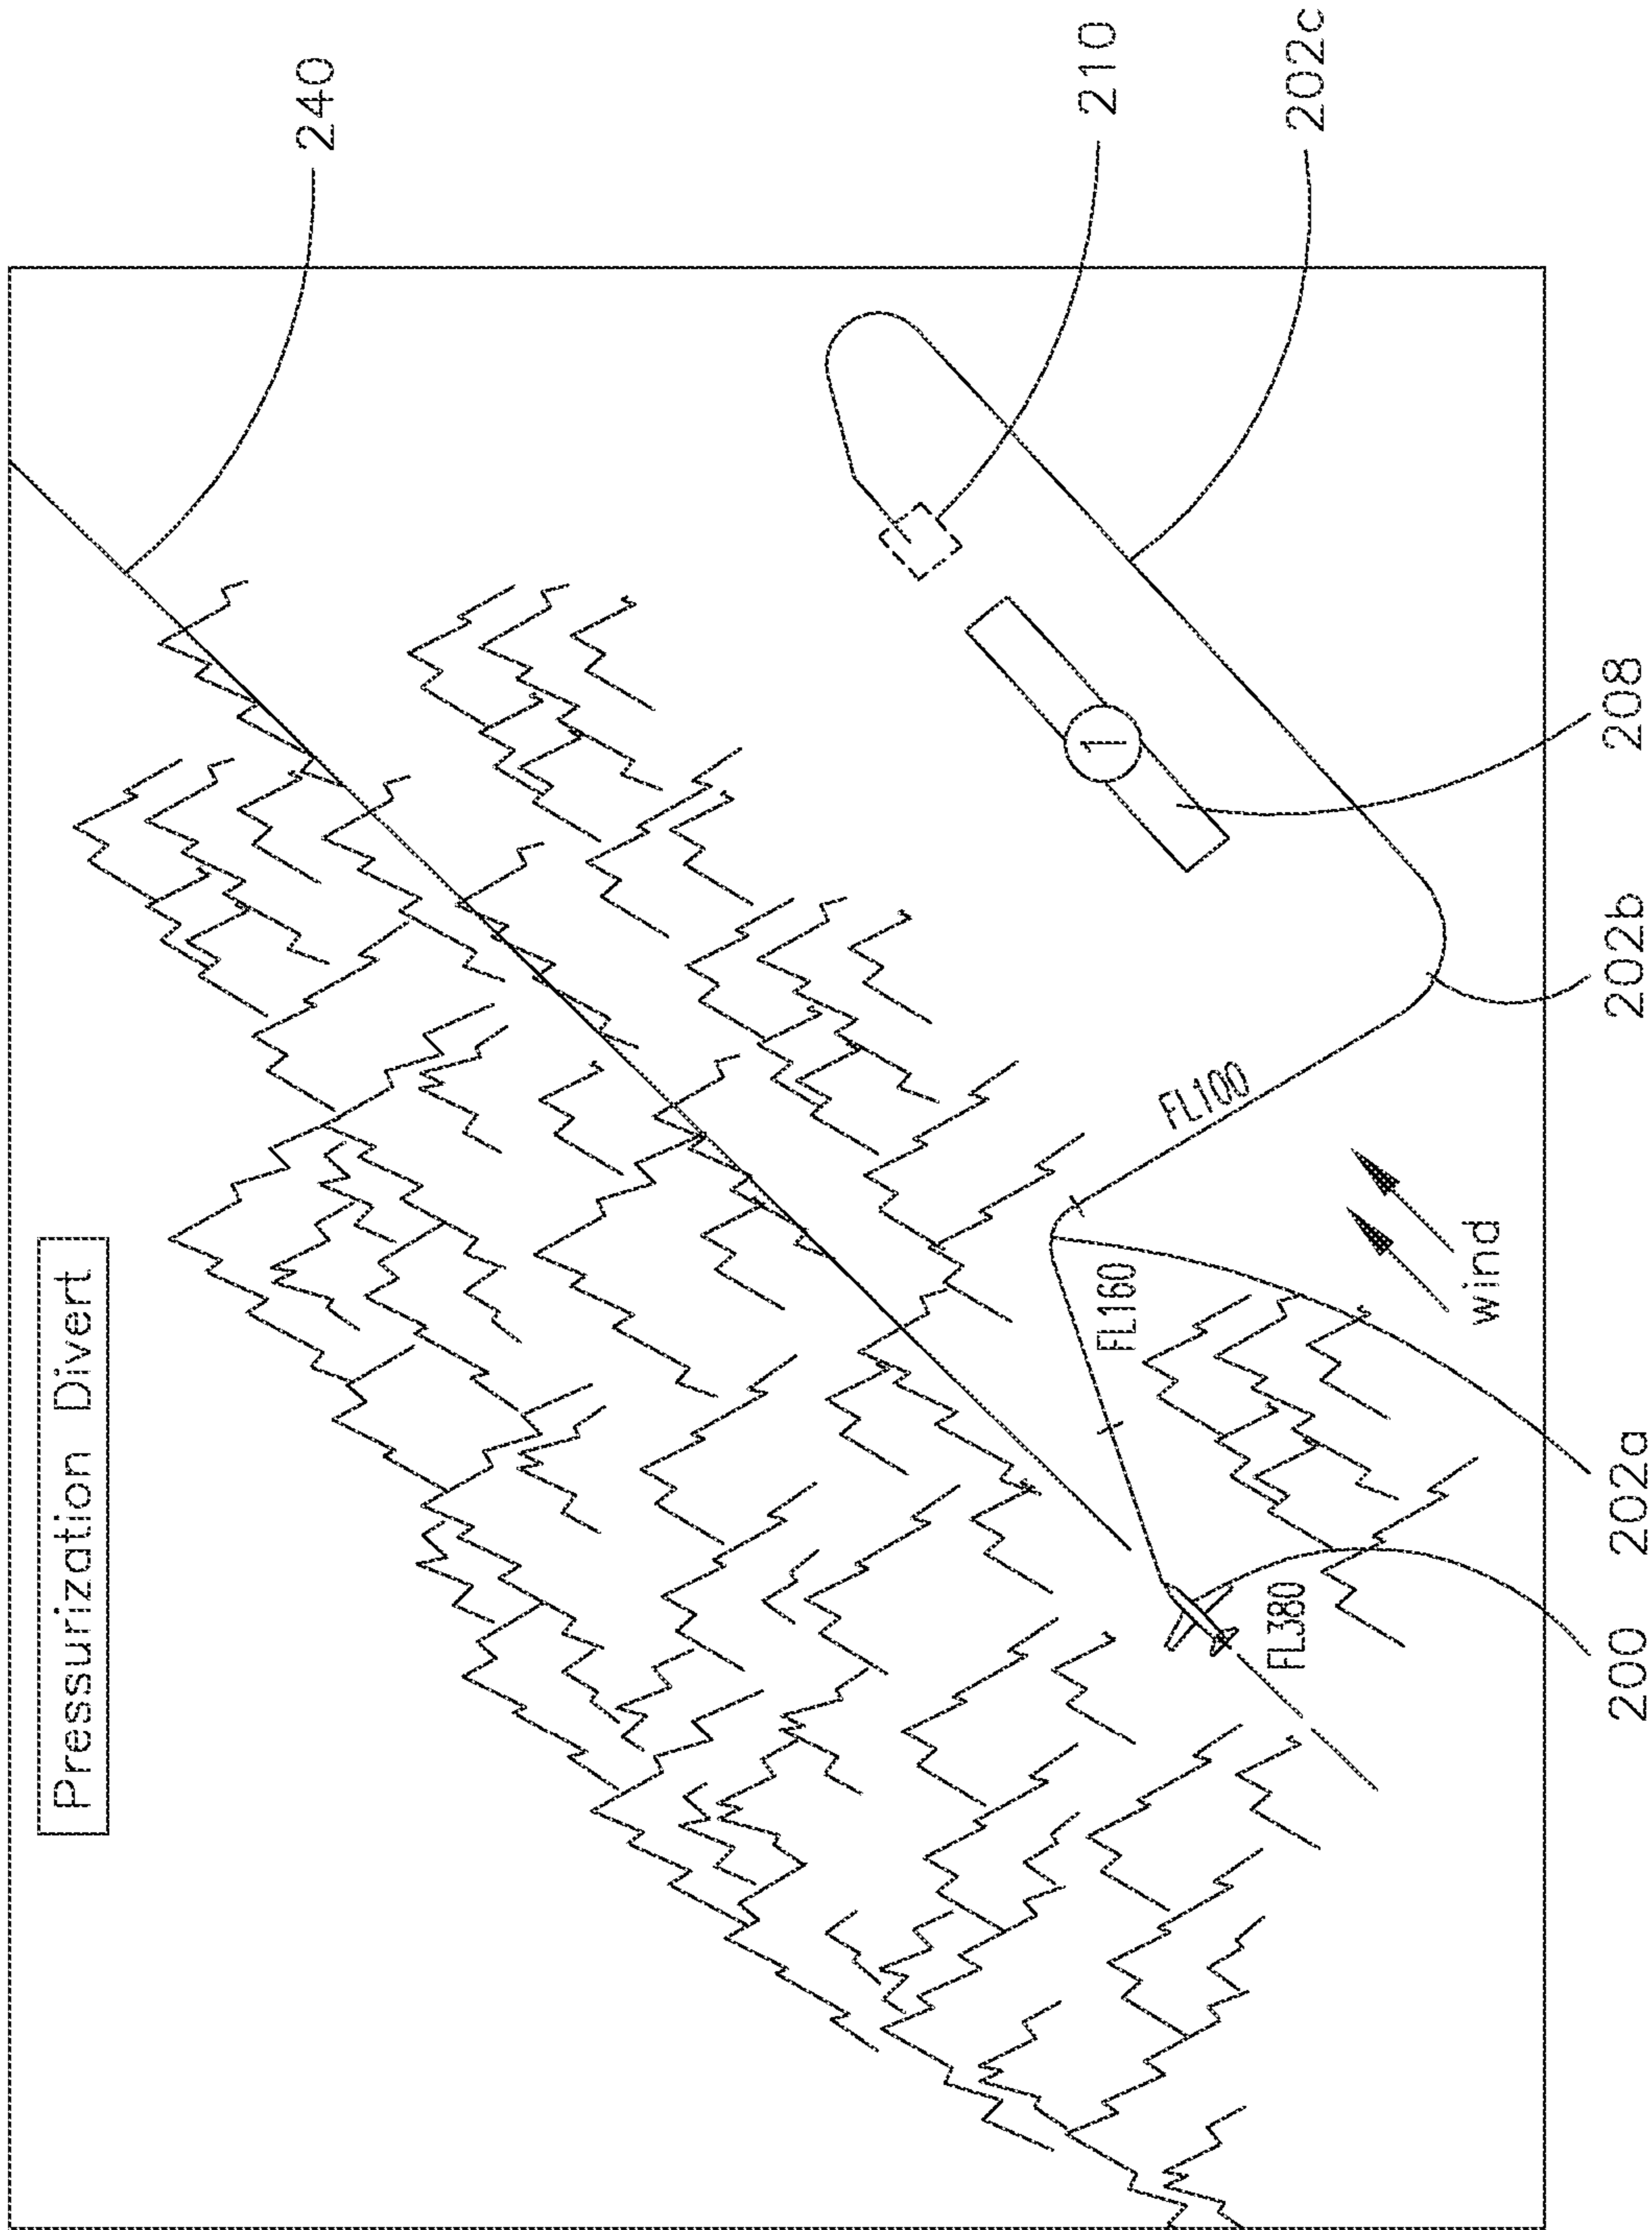 Pressurization Divert
240
210
202c
1
208
FL100
202b
FL160
wind
202a
FL380
200